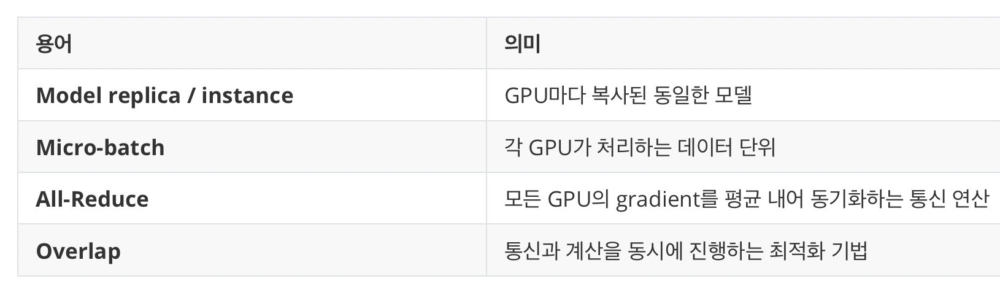 용어 의미
Model replica / instance GPU마다 복사된 동일한 모델
Micro-batch 각 GPU가 처리하는 데이터 단위
All-Reduce 모든 GPU의 gradient를 평균 내어 동기화하는 통신 연산
Overlap 통신과 계산을 동시에 진행하는 최적화 기법